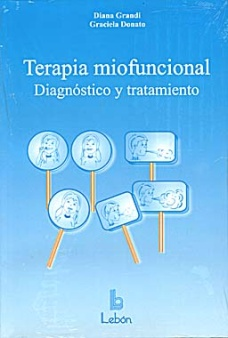 Diana Grandi
Graciela Donato
Terapia miofuncional
Diagnóstico y tratamiento
b
Lebón